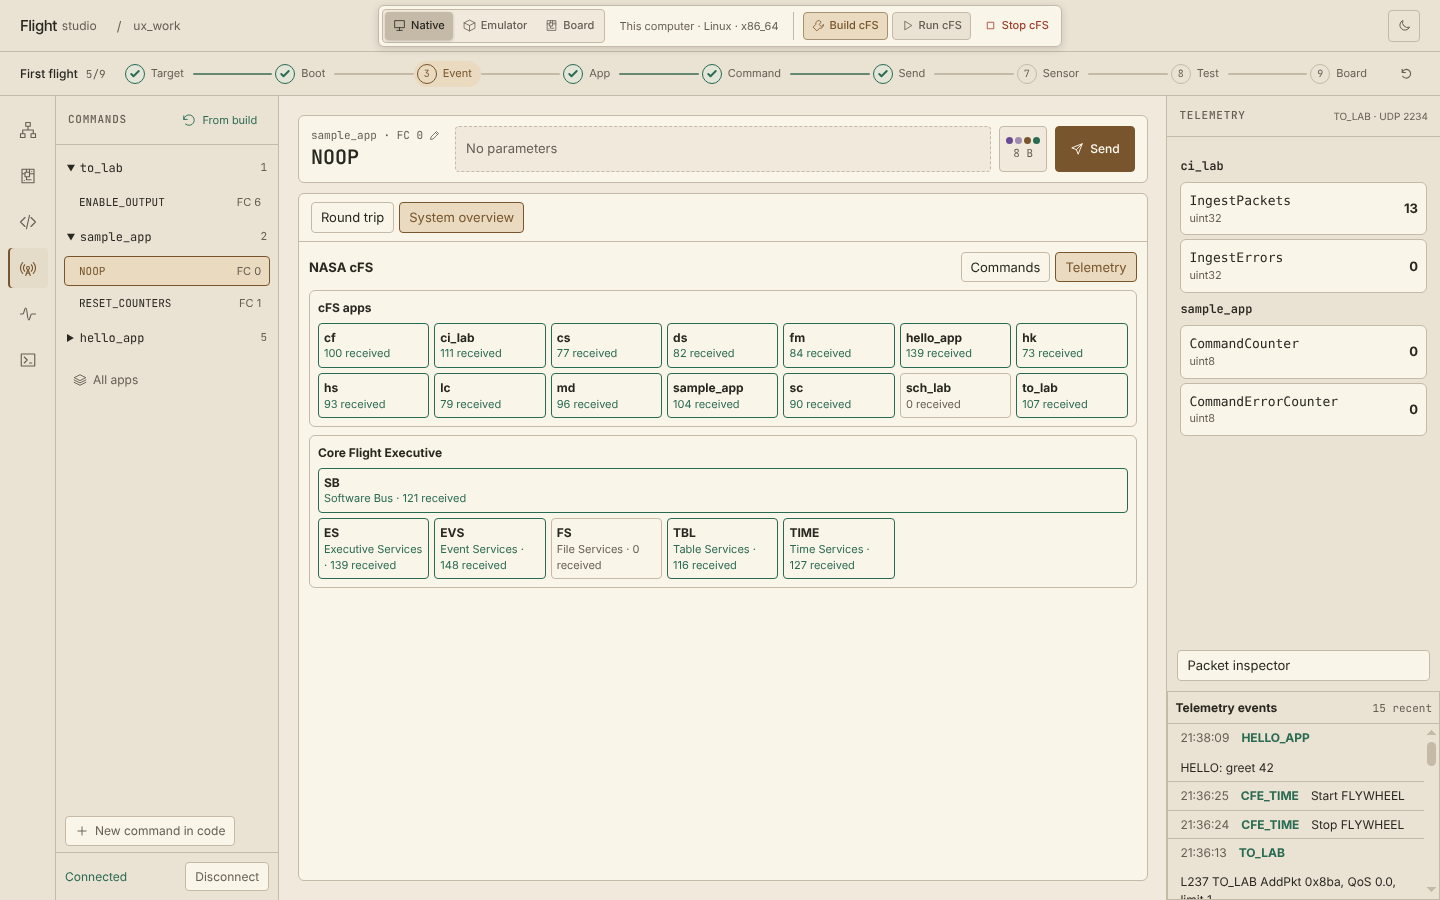 Flight studio / ux_work
Native
Emulator
Board
This computer · Linux · x86_64
Build cFS
Run cFS
Stop cFS
First flight 5/9
Target
Boot
3 Event
App
Command
Send
7 Sensor
8 Test
9 Board
COMMANDS
From build
to_lab 1
ENABLE_OUTPUT FC 6
sample_app 2
NOOP FC 0
RESET_COUNTERS FC 1
hello_app 5
All apps
New command in code
Connected
Disconnect
sample_app · FC 0
NOOP
No parameters
8 B
Send
Round trip
System overview
NASA cFS
Commands
Telemetry
cFS apps
cf
100 received
ci_lab
111 received
cs
77 received
ds
82 received
fm
84 received
hello_app
139 received
hk
73 received
hs
93 received
lc
79 received
md
96 received
sample_app
104 received
sc
90 received
sch_lab
0 received
to_lab
107 received
Core Flight Executive
SB
Software Bus · 121 received
ES
Executive Services
· 139 received
EVS
Event Services ·
148 received
FS
File Services · 0
received
TBL
Table Services ·
116 received
TIME
Time Services ·
127 received
TELEMETRY
TO_LAB · UDP 2234
ci_lab
IngestPackets
uint32
13
IngestErrors
uint32
0
sample_app
CommandCounter
uint8
0
CommandErrorCounter
uint8
0
Packet inspector
Telemetry events
15 recent
21:38:09 HELLO_APP
HELLO: greet 42
21:36:25 CFE_TIME Start FLYWHEEL
21:36:24 CFE_TIME Stop FLYWHEEL
21:36:13 TO_LAB
L237 TO_LAB AddPkt 0x8ba, QoS 0.0,
limit 1